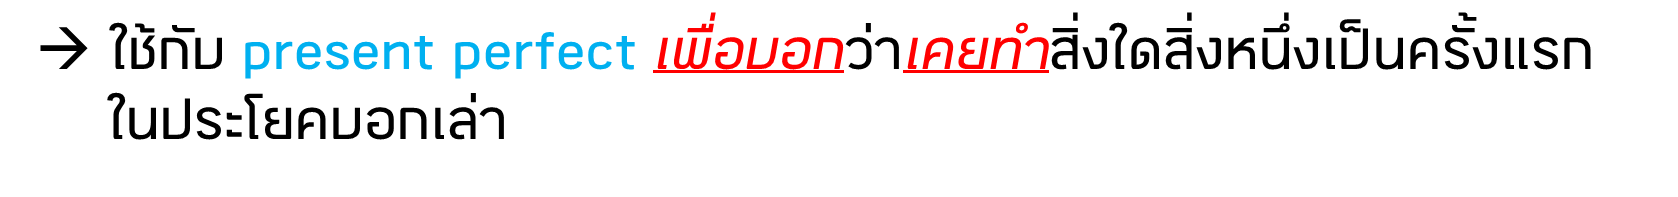 → ใช้กับ present perfect เพื่อบอกว่าเคยทำสิ่งใดสิ่งหนึ่งเป็นครั้งแรก
ในประโยคบอกเล่า